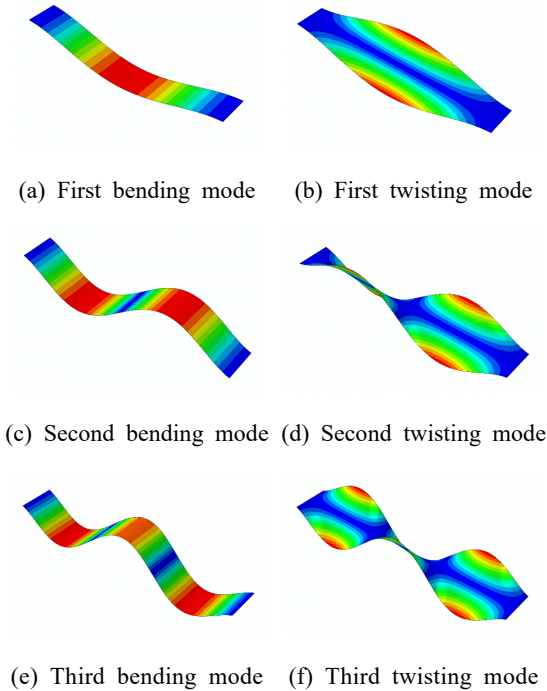 (a) First bending mode (b) First twisting mode
(c) Second bending mode (d) Second twisting mode
(e) Third bending mode (f) Third twisting mode